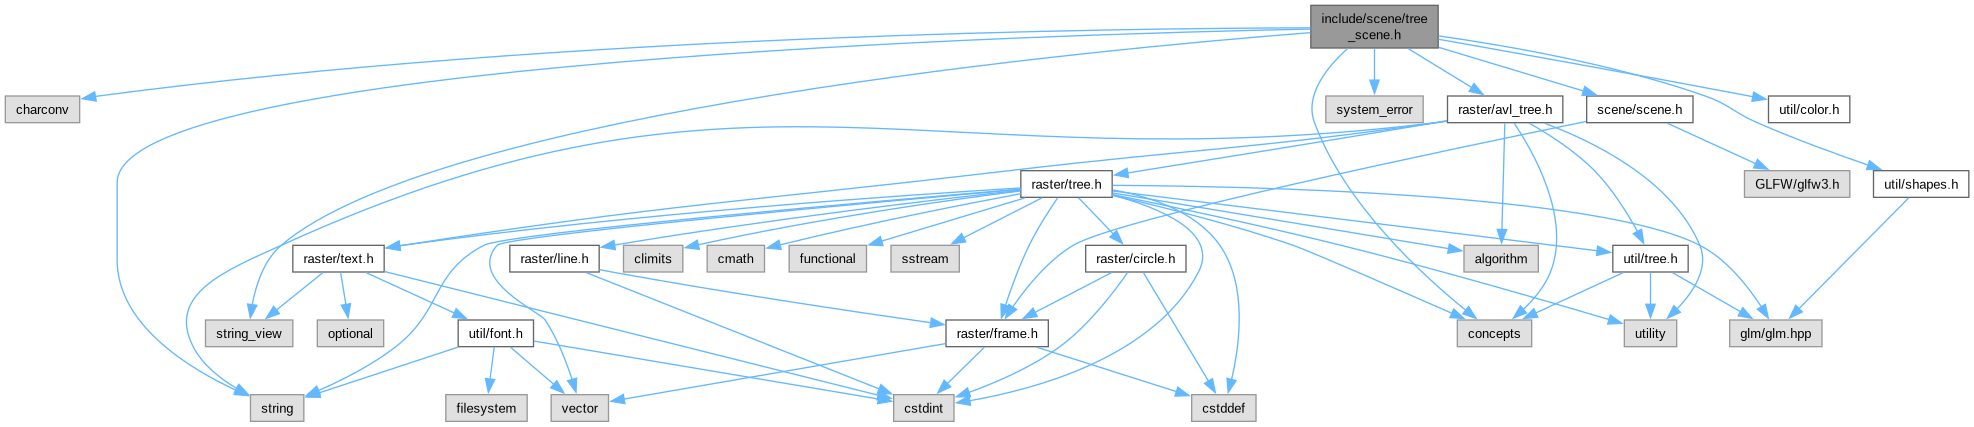 include/scene/tree
_scene.h
charconv
system_error
raster/avl_tree.h
scene/scene.h
util/color.h
raster/tree.h
GLFW/glfw3.h
util/shapes.h
raster/text.h
raster/line.h
climits
cmath
functional
sstream
raster/circle.h
algorithm
util/tree.h
string_view
optional
util/font.h
raster/frame.h
concepts
utility
glm/glm.hpp
string
filesystem
vector
cstdint
cstddef